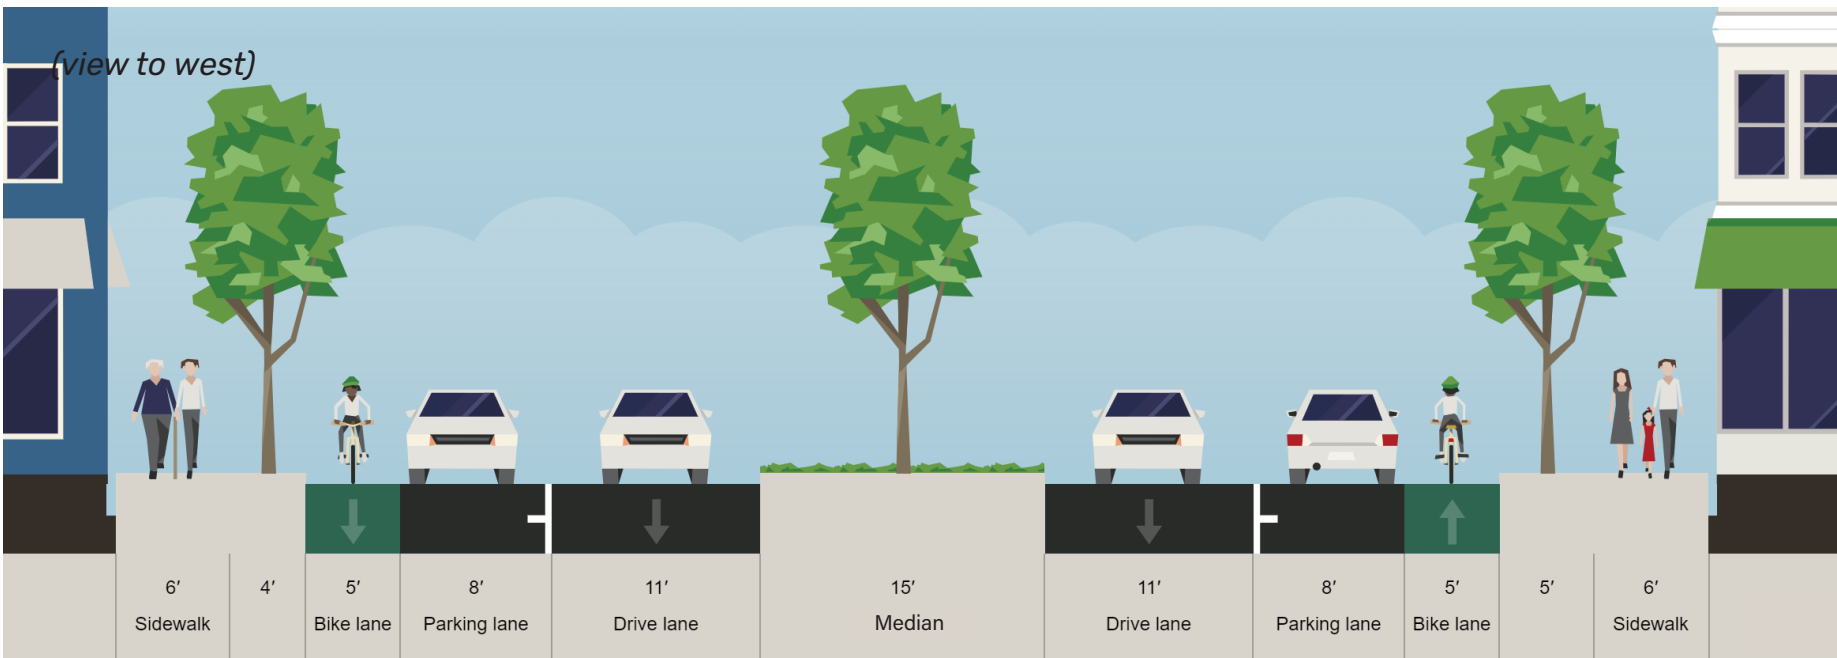 (view to west)
6′ 4′ 5′ 8′ 11′ 15′ 11′ 8′ 5′ 5′ 6′
Sidewalk Bike lane Parking lane Drive lane Median Drive lane Parking lane Bike lane Sidewalk